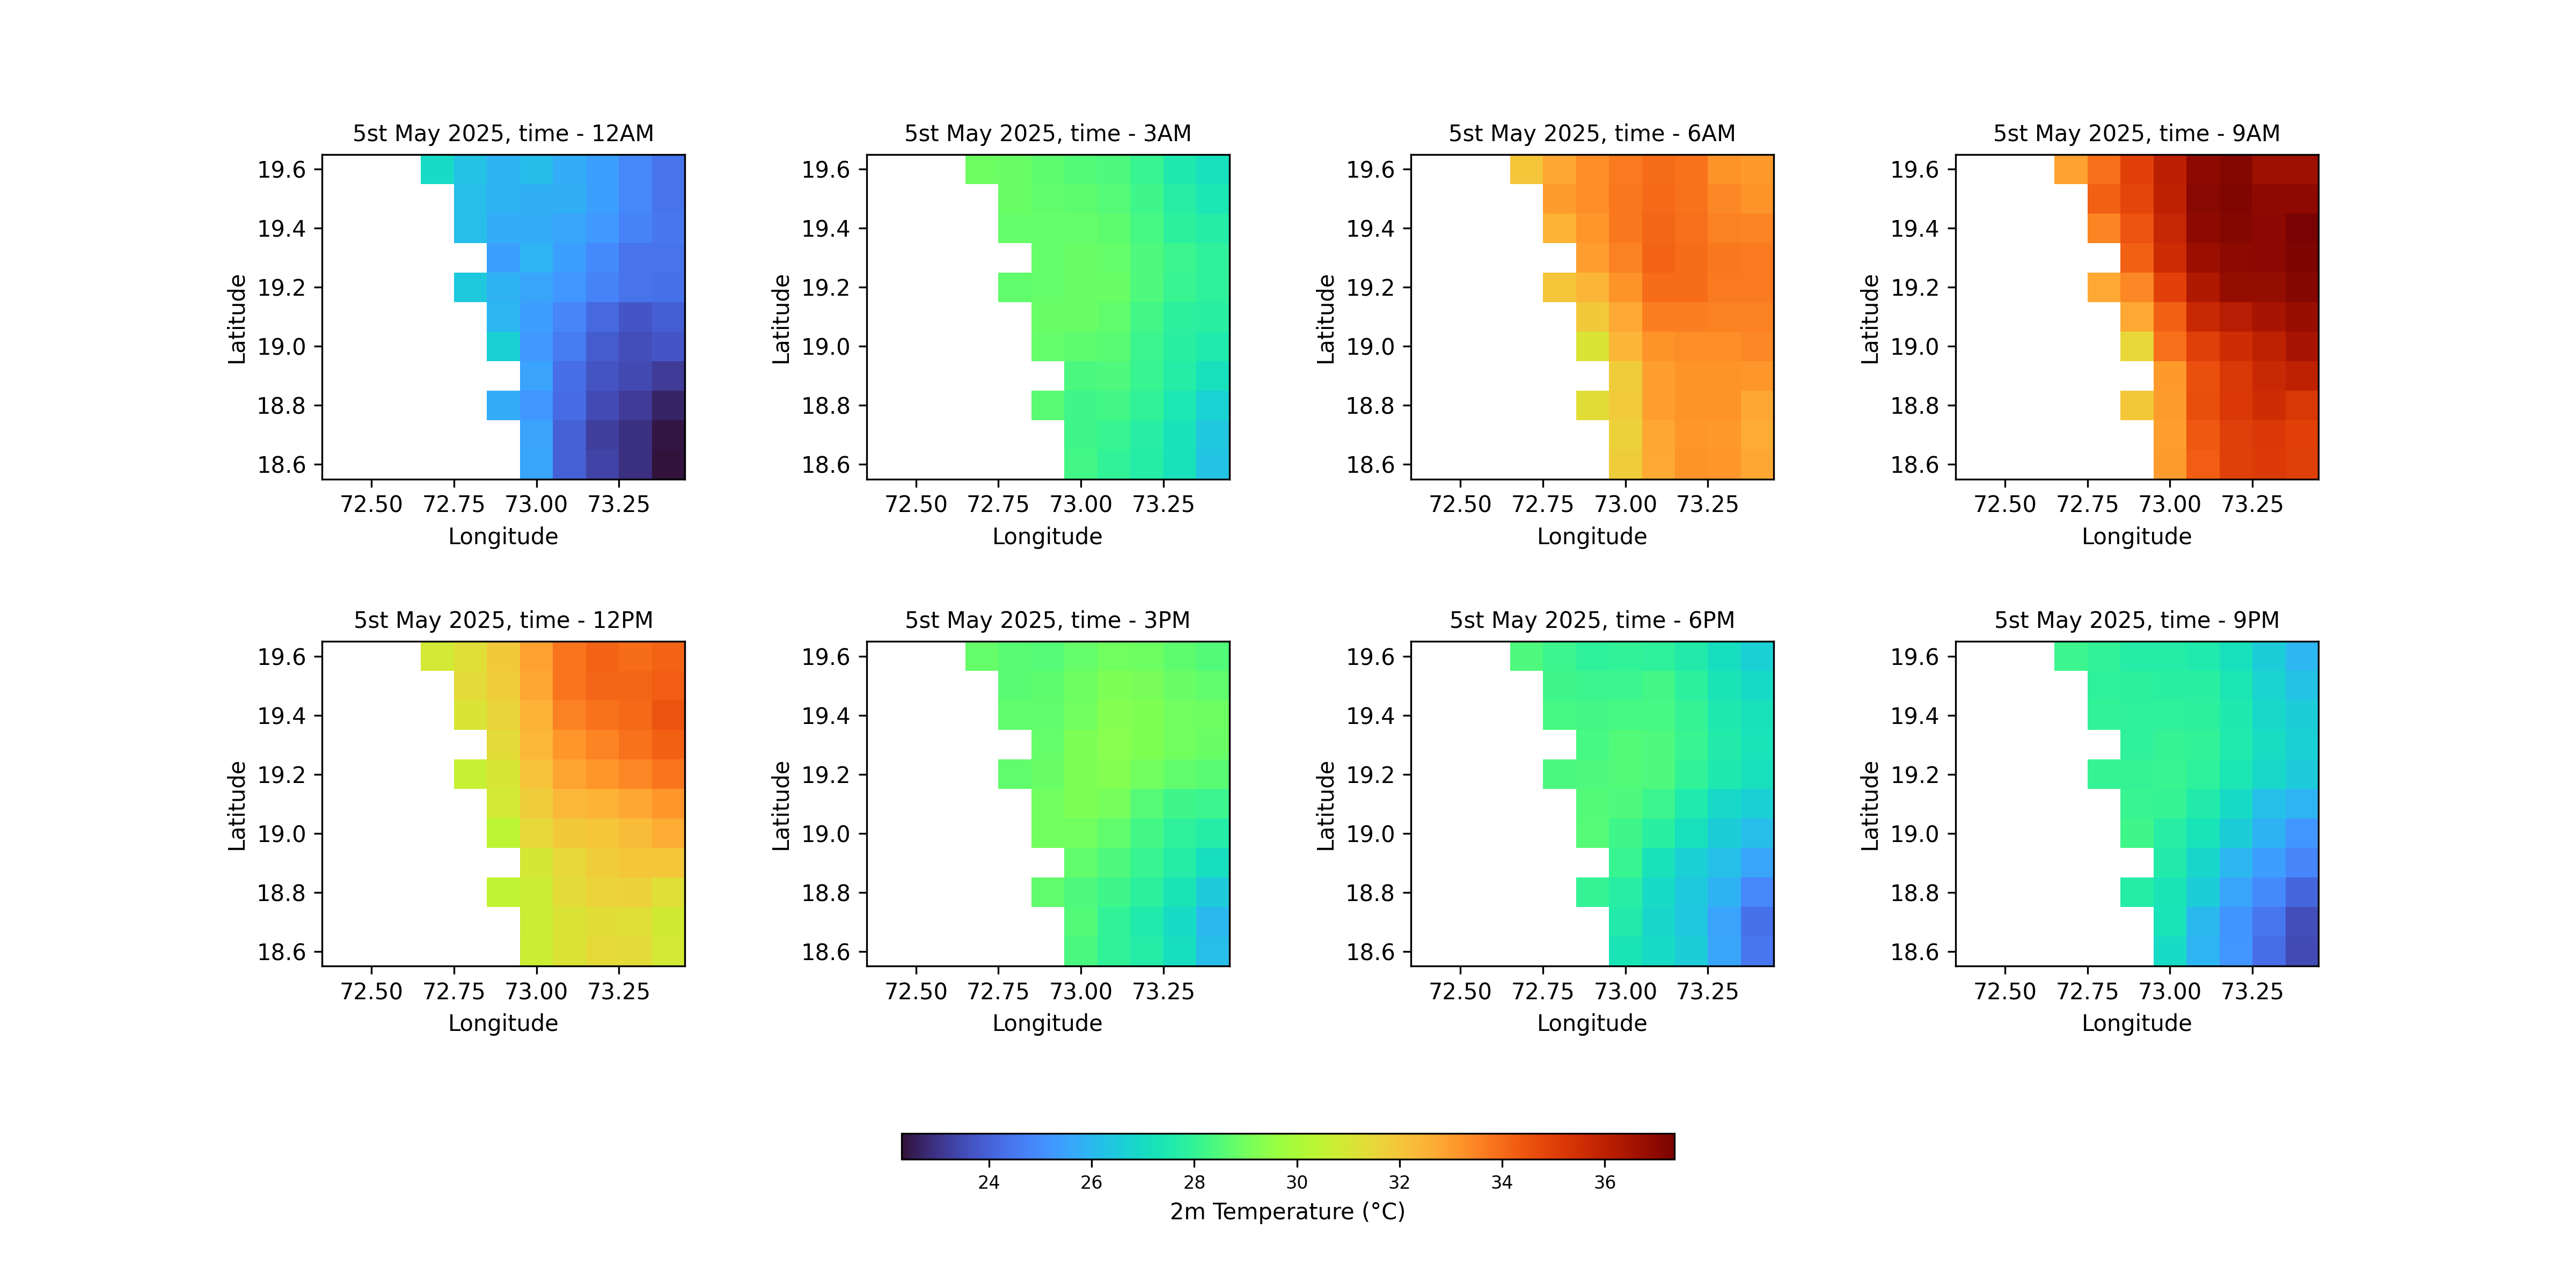 5st May 2025, time - 12AM
19.6
19.4
19.2
19.0
18.8
18.6
Latitude
72.50 72.75 73.00 73.25
Longitude
5st May 2025, time - 3AM
19.6
19.4
19.2
19.0
18.8
18.6
Latitude
72.50 72.75 73.00 73.25
Longitude
5st May 2025, time - 6AM
19.6
19.4
19.2
19.0
18.8
18.6
Latitude
72.50 72.75 73.00 73.25
Longitude
5st May 2025, time - 9AM
19.6
19.4
19.2
19.0
18.8
18.6
Latitude
72.50 72.75 73.00 73.25
Longitude
5st May 2025, time - 12PM
19.6
19.4
19.2
19.0
18.8
18.6
Latitude
72.50 72.75 73.00 73.25
Longitude
5st May 2025, time - 3PM
19.6
19.4
19.2
19.0
18.8
18.6
Latitude
72.50 72.75 73.00 73.25
Longitude
5st May 2025, time - 6PM
19.6
19.4
19.2
19.0
18.8
18.6
Latitude
72.50 72.75 73.00 73.25
Longitude
5st May 2025, time - 9PM
19.6
19.4
19.2
19.0
18.8
18.6
Latitude
72.50 72.75 73.00 73.25
Longitude
24 26 28 30 32 34 36
2m Temperature (°C)